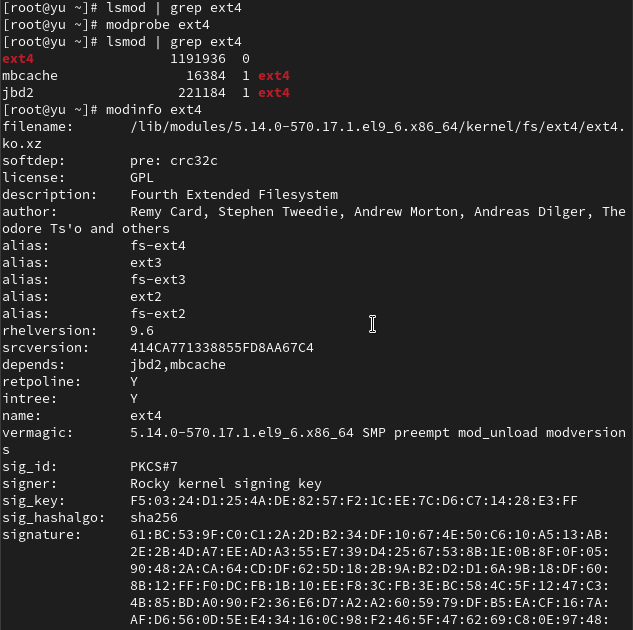 [root@yu ~]# lsmod | grep ext4
[root@yu ~]# modprobe ext4
[root@yu ~]# lsmod | grep ext4
ext4                 1191936  0
mbcache                16384  1 ext4
jbd2                  221184  1 ext4
[root@yu ~]# modinfo ext4
filename:       /lib/modules/5.14.0-570.17.1.el9_6.x86_64/kernel/fs/ext4/ext4.
ko.xz
softdep:        pre: crc32c
license:        GPL
description:    Fourth Extended Filesystem
author:         Remy Card, Stephen Tweedie, Andrew Morton, Andreas Dilger, The
odore Ts'o and others
alias:          fs-ext4
alias:          ext3
alias:          fs-ext3
alias:          ext2
alias:          fs-ext2
rhelversion:    9.6
srcversion:     414CA771338855FD8AA67C4
depends:        jbd2,mbcache
retpoline:      Y
intree:         Y
name:           ext4
vermagic:       5.14.0-570.17.1.el9_6.x86_64 SMP preempt mod_unload modversion
s
sig_id:         PKCS#7
signer:         Rocky kernel signing key
sig_key:        F5:03:24:D1:25:4A:DE:82:57:F2:1C:EE:7C:D6:C7:14:28:E3:FF
sig_hashalgo:   sha256
signature:      61:BC:53:9F:C0:C1:2A:2D:B2:34:DF:10:67:4E:50:C6:10:A5:13:AB:
                2E:2B:4D:A7:EE:AD:A3:55:E7:39:D4:25:67:53:8B:1E:0B:8F:0F:05:
                90:48:2A:CA:64:CD:DF:62:5D:18:2B:9A:B2:D2:D1:6A:9B:18:DF:60:
                8B:12:FF:F0:DC:FB:1B:10:EE:F8:3C:FB:3E:BC:58:4C:5F:12:47:C3:
                4B:85:BD:A0:90:F2:36:E6:D7:A2:A2:60:59:79:DF:B5:EA:CF:16:7A:
                AF:D6:56:0D:5E:E4:34:16:0C:98:F2:46:5F:47:62:69:C8:0E:97:48: